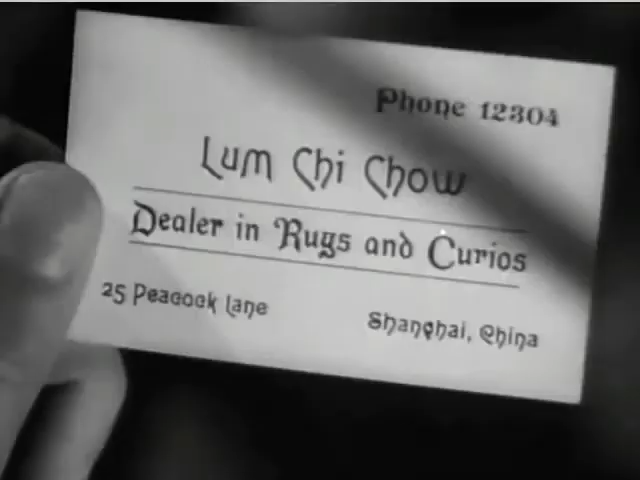 Phone 12304
Lum Chi Chow
Dealer in Rugs and Curios
25 Peacock Lane
Shanghai, China